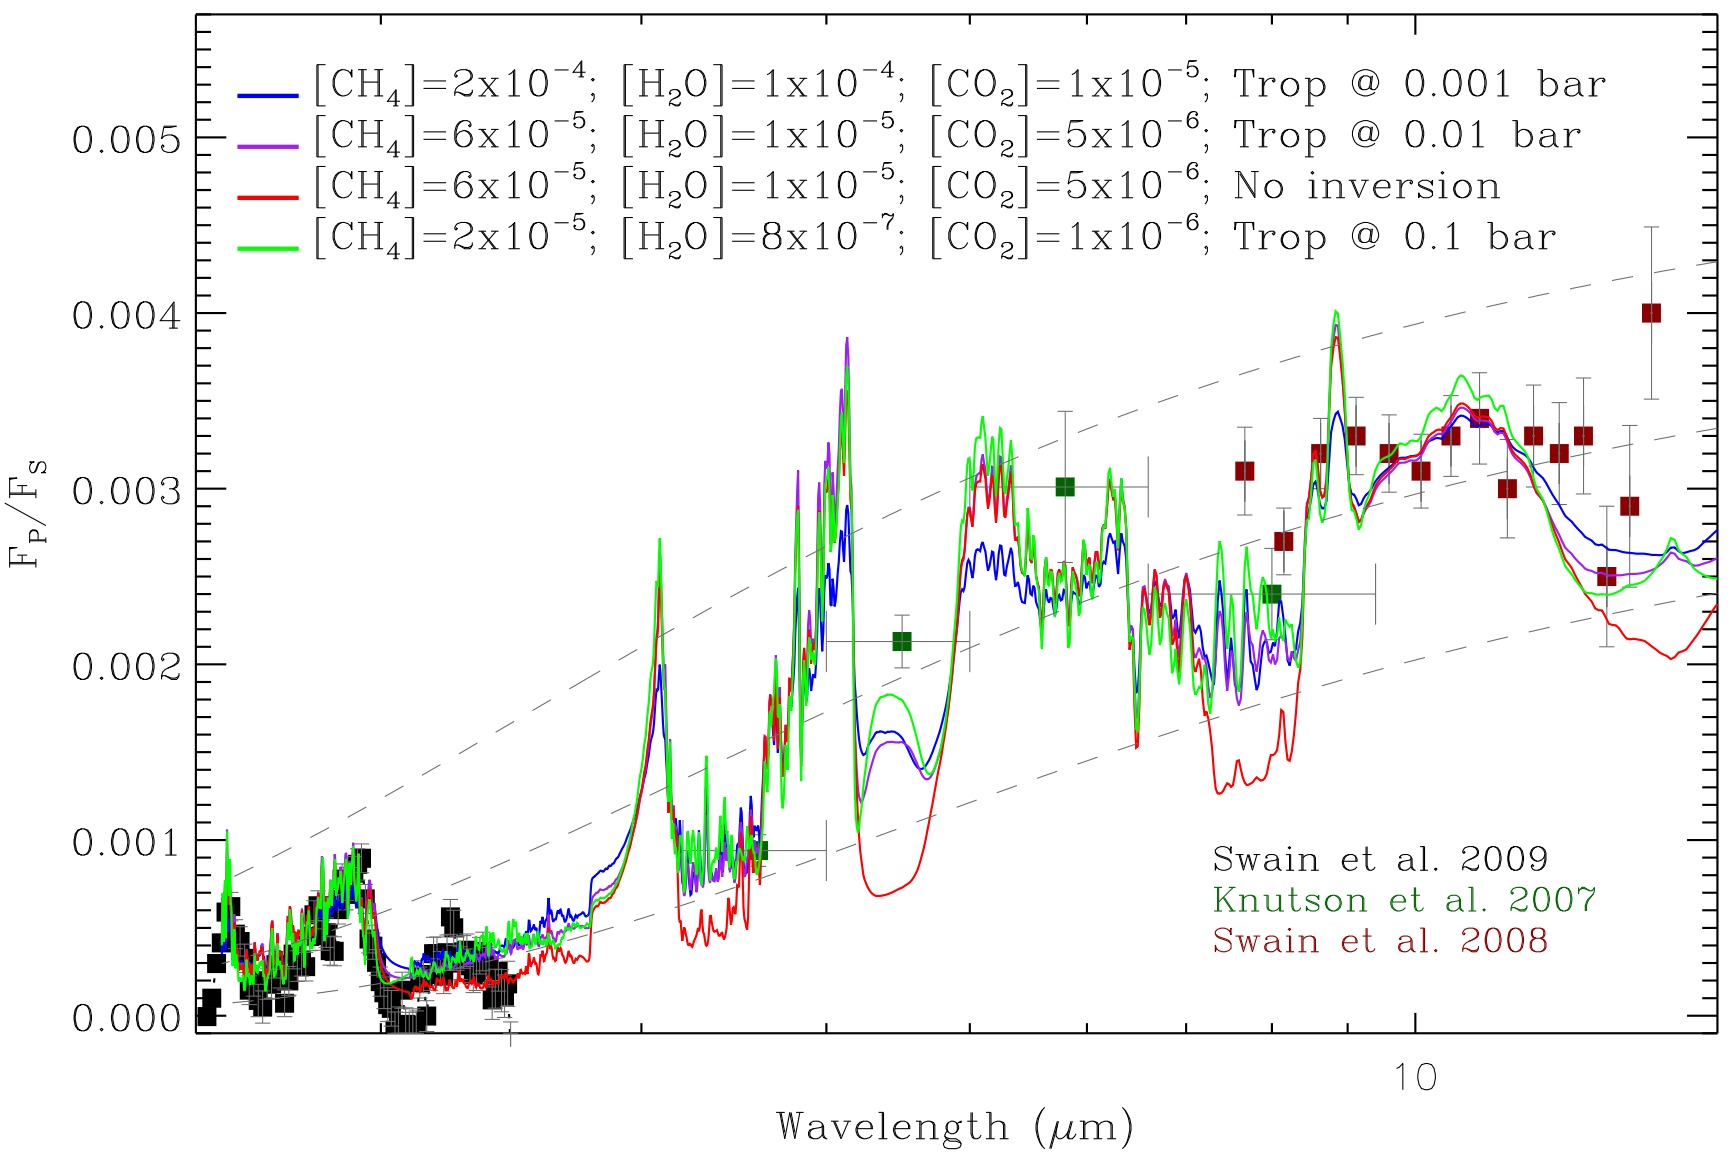 [CH₄]=2x10⁻⁴; [H₂O]=1x10⁻⁴; [CO₂]=1x10⁻⁵; Trop @ 0.001 bar
[CH₄]=6x10⁻⁵; [H₂O]=1x10⁻⁵; [CO₂]=5x10⁻⁶; Trop @ 0.01 bar
[CH₄]=6x10⁻⁵; [H₂O]=1x10⁻⁵; [CO₂]=5x10⁻⁶; No inversion
[CH₄]=2x10⁻⁵; [H₂O]=8x10⁻⁷; [CO₂]=1x10⁻⁶; Trop @ 0.1 bar
0.005
0.004
0.003
0.002
0.001
0.000
F_P/F_S
Swain et al. 2009
Knutson et al. 2007
Swain et al. 2008
10
Wavelength (μm)